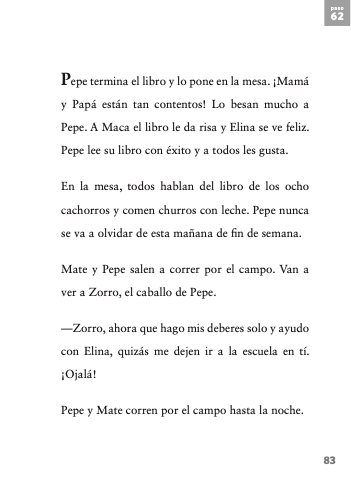 paso
62
Pepe termina el libro y lo pone en la mesa. ¡Mamá
y Papá están tan contentos! Lo besan mucho a
Pepe. A Maca el libro le da risa y Elina se ve feliz.
Pepe lee su libro con éxito y a todos les gusta.
En la mesa, todos hablan del libro de los ocho
cachorros y comen churros con leche. Pepe nunca
se va a olvidar de esta mañana de fin de semana.
Mate y Pepe salen a correr por el campo. Van a
ver a Zorro, el caballo de Pepe.
—Zorro, ahora que hago mis deberes solo y ayudo
con Elina, quizás me dejen ir a la escuela en tí.
¡Ojalá!
Pepe y Mate corren por el campo hasta la noche.
83